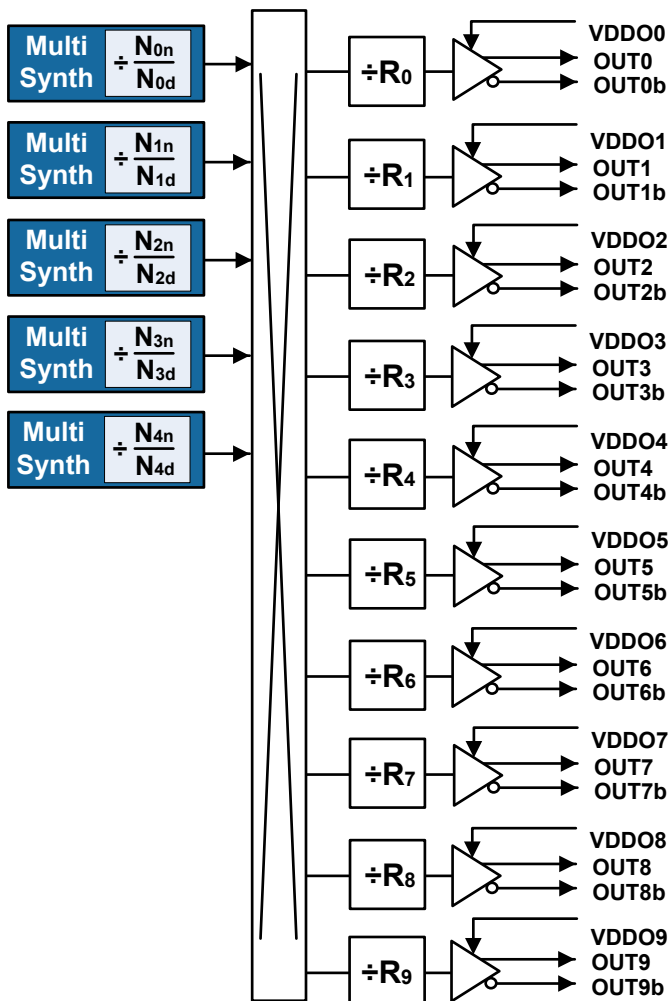 Multi
Synth
÷ N0n
N0d
Multi
Synth
÷ N1n
N1d
Multi
Synth
÷ N2n
N2d
Multi
Synth
÷ N3n
N3d
Multi
Synth
÷ N4n
N4d
÷R0
VDDO0
OUT0
OUT0b
÷R1
VDDO1
OUT1
OUT1b
÷R2
VDDO2
OUT2
OUT2b
÷R3
VDDO3
OUT3
OUT3b
÷R4
VDDO4
OUT4
OUT4b
÷R5
VDDO5
OUT5
OUT5b
÷R6
VDDO6
OUT6
OUT6b
÷R7
VDDO7
OUT7
OUT7b
÷R8
VDDO8
OUT8
OUT8b
÷R9
VDDO9
OUT9
OUT9b